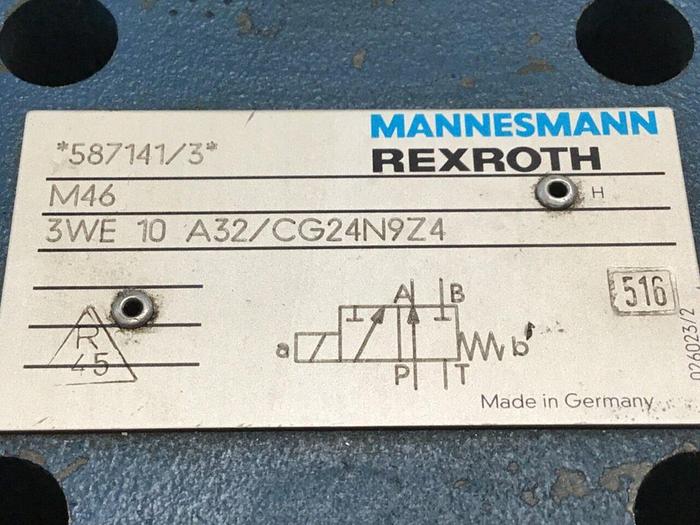 MANNESMANN
REXROTH
*587141/3*
M46
H
3WE 10 A32/CG24N9Z4
R
45
A B
a
b
P T
516
026023/2
Made in Germany